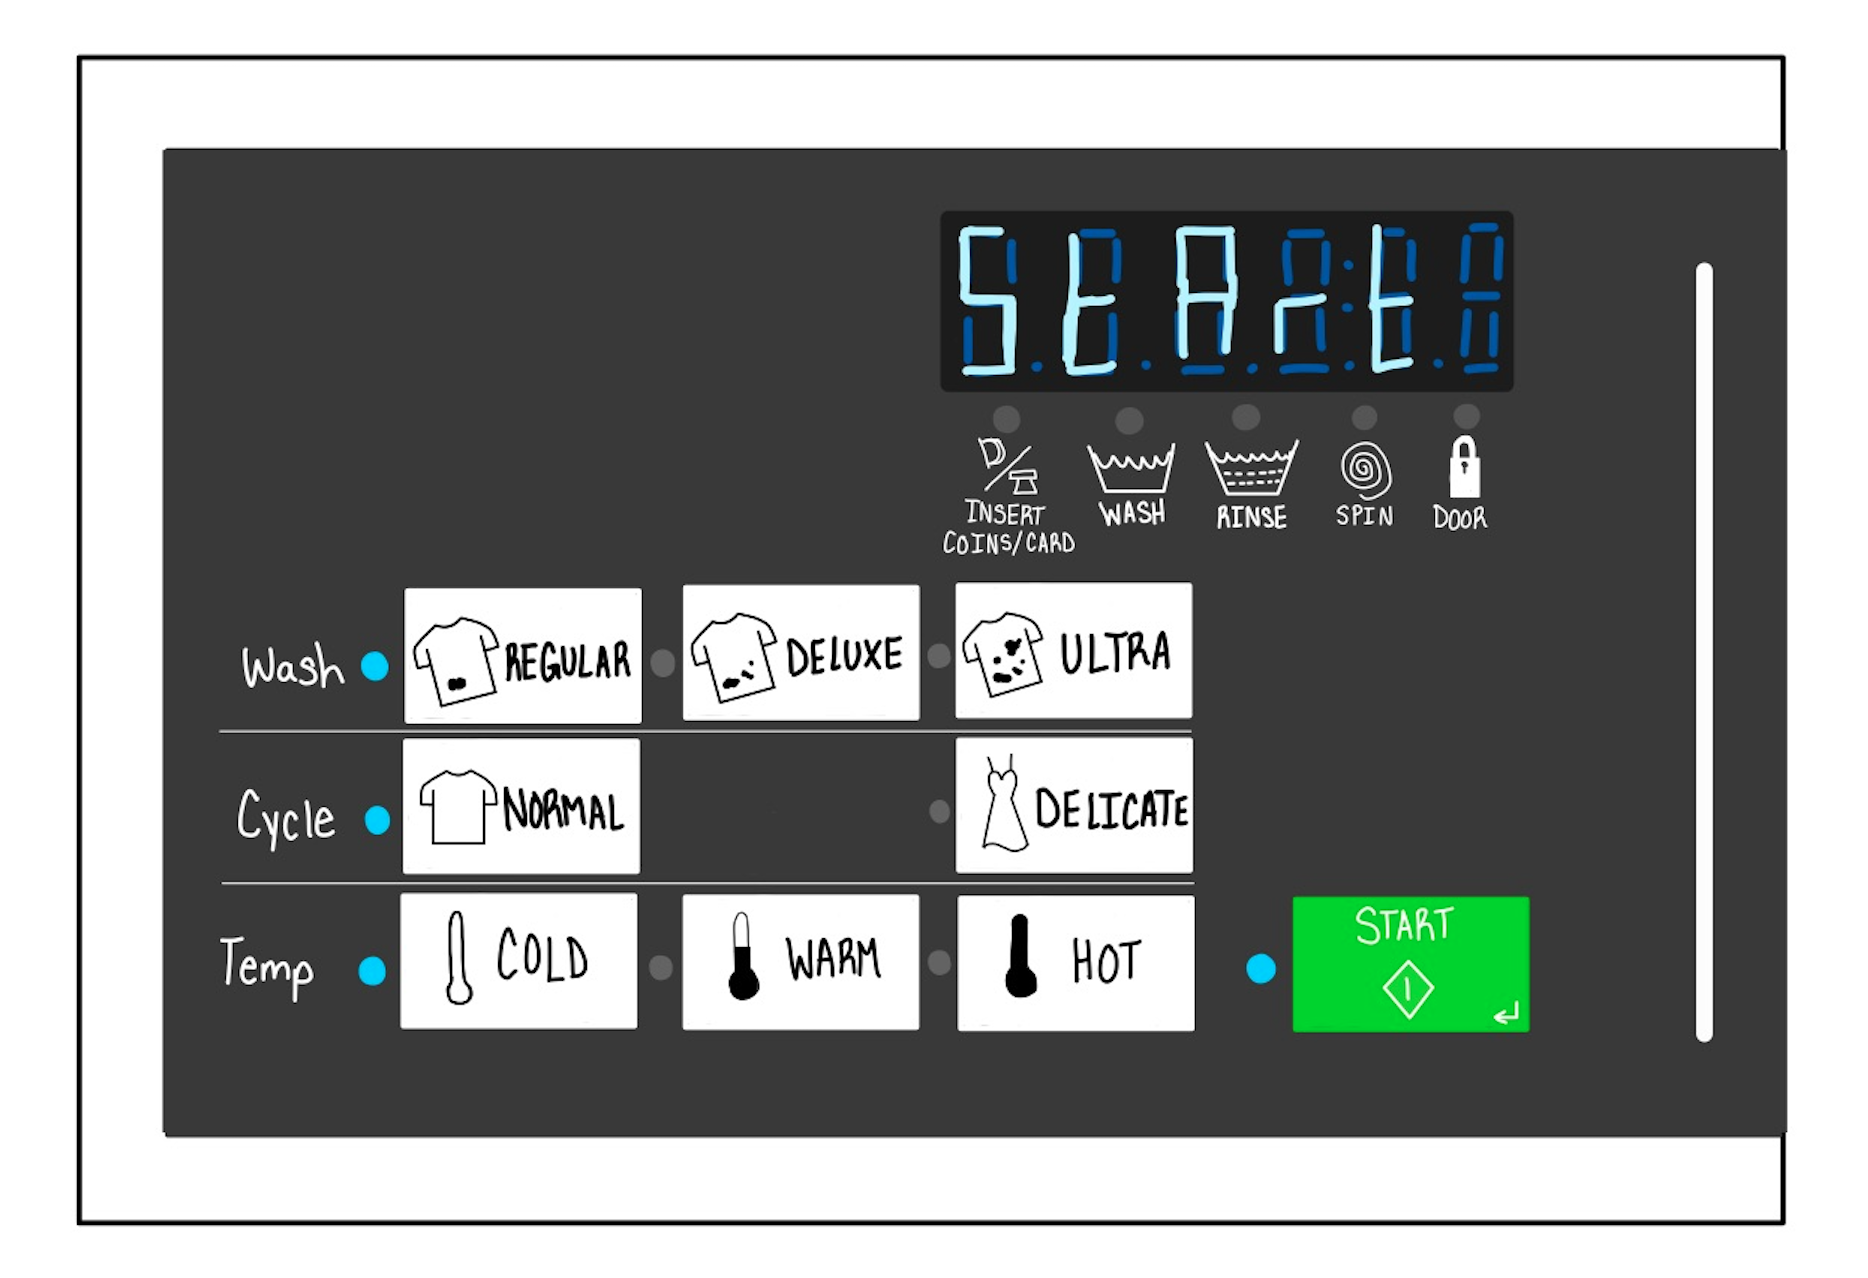 StArt
INSERT
COINS/CARD
WASH
RINSE
SPIN
DOOR
Wash
REGULAR
DELUXE
ULTRA
Cycle
NORMAL
DELICATE
Temp
COLD
WARM
HOT
START